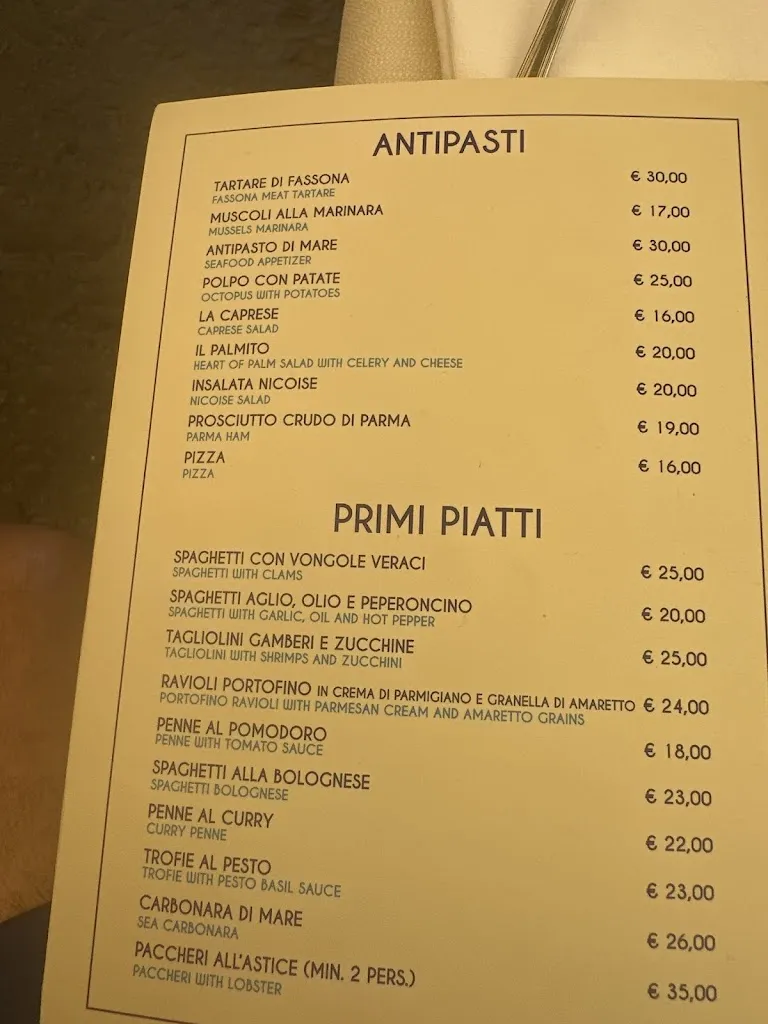 ANTIPASTI
TARTARE DI FASSONA € 30,00
FASSONA MEAT TARTARE
MUSCOLI ALLA MARINARA € 17,00
MUSSELS MARINARA
ANTIPASTO DI MARE € 30,00
SEAFOOD APPETIZER
POLPO CON PATATE € 25,00
OCTOPUS WITH POTATOES
LA CAPRESE € 16,00
CAPRESE SALAD
IL PALMITO € 20,00
HEART OF PALM SALAD WITH CELERY AND CHEESE
INSALATA NICOISE € 20,00
NICOISE SALAD
PROSCIUTTO CRUDO DI PARMA € 19,00
PARMA HAM
PIZZA € 16,00
PIZZA
PRIMI PIATTI
SPAGHETTI CON VONGOLE VERACI € 25,00
SPAGHETTI WITH CLAMS
SPAGHETTI AGLIO, OLIO E PEPERONCINO € 20,00
SPAGHETTI WITH GARLIC, OIL AND HOT PEPPER
TAGLIOLINI GAMBERI E ZUCCHINE € 25,00
TAGLIOLINI WITH SHRIMPS AND ZUCCHINI
RAVIOLI PORTOFINO IN CREMA DI PARMIGIANO E GRANELLA DI AMARETTO € 24,00
PORTOFINO RAVIOLI WITH PARMESAN CREAM AND AMARETTO GRAINS
PENNE AL POMODORO € 18,00
PENNE WITH TOMATO SAUCE
SPAGHETTI ALLA BOLOGNESE € 23,00
SPAGHETTI BOLOGNESE
PENNE AL CURRY € 22,00
CURRY PENNE
TROFIE AL PESTO € 23,00
TROFIE WITH PESTO BASIL SAUCE
CARBONARA DI MARE € 26,00
SEA CARBONARA
PACCHERI ALL'ASTICE (MIN. 2 PERS.) € 35,00
PACCHERI WITH LOBSTER